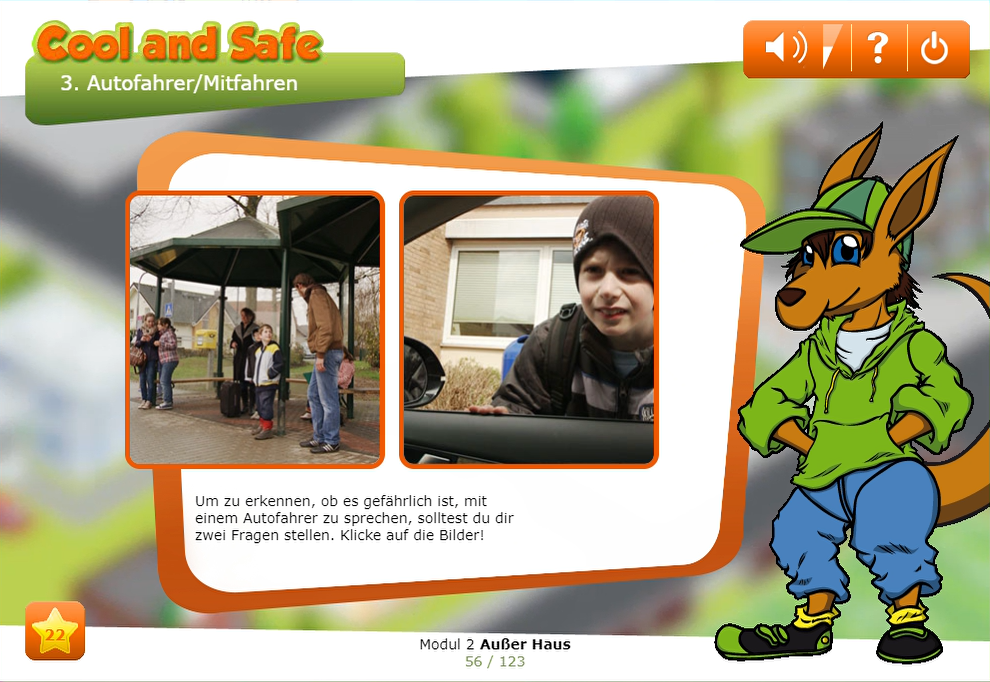 Cool and Safe
3. Autofahrer/Mitfahren
?
Um zu erkennen, ob es gefährlich ist, mit
einem Autofahrer zu sprechen, solltest du dir
zwei Fragen stellen. Klicke auf die Bilder!
22
Modul 2 Außer Haus
56 / 123